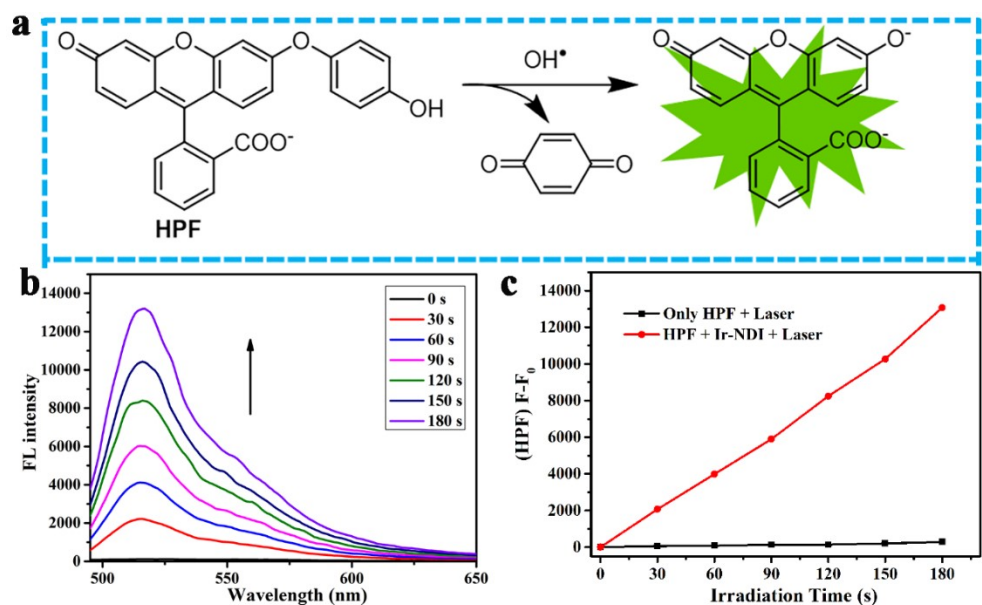 a
O
O
O
OH
COO⁻
HPF
OH•
O
O
O
O
O⁻
COO⁻
b
14000
12000
10000
8000
6000
4000
2000
0
FL intensity
500
550
600
650
Wavelength (nm)
0 s
30 s
60 s
90 s
120 s
150 s
180 s
c
14000
12000
10000
8000
6000
4000
2000
0
(HPF) F-F₀
Only HPF + Laser
HPF + Ir-NDI + Laser
0
30
60
90
120
150
180
Irradiation Time (s)